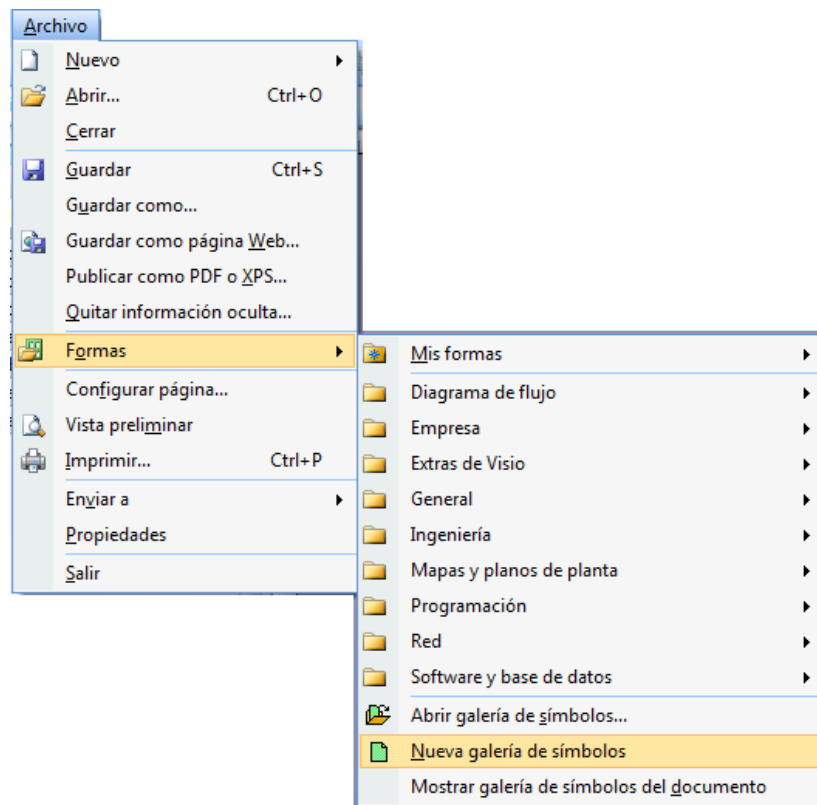 Archivo
Nuevo
Abrir... Ctrl+O
Cerrar
Guardar Ctrl+S
Guardar como...
Guardar como página Web...
Publicar como PDF o XPS...
Quitar información oculta...
Formas
Configurar página...
Vista preliminar
Imprimir... Ctrl+P
Enviar a
Propiedades
Salir
Mis formas
Diagrama de flujo
Empresa
Extras de Visio
General
Ingeniería
Mapas y planos de planta
Programación
Red
Software y base de datos
Abrir galería de símbolos...
Nueva galería de símbolos
Mostrar galería de símbolos del documento